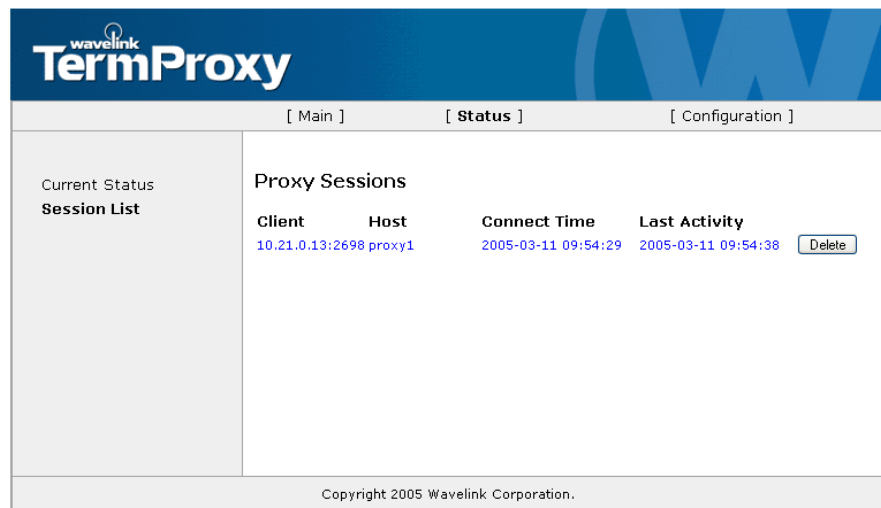 wavelink
TermProxy
[ Main ] [ Status ] [ Configuration ]
Current Status
Session List
Proxy Sessions
Client Host Connect Time Last Activity
10.21.0.13:2698 proxy1 2005-03-11 09:54:29 2005-03-11 09:54:38 Delete
Copyright 2005 Wavelink Corporation.